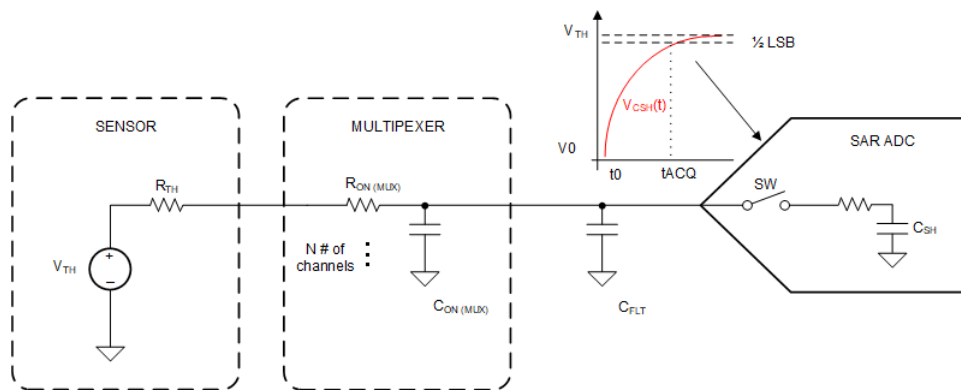 VTH
½ LSB
VCSH(t)
V0
t0
tACQ
SENSOR
MULTIPEXER
SAR ADC
RTH
RON (MUX)
SW
CSH
N # of
channels
VTH
+
−
CON (MUX)
CFLT